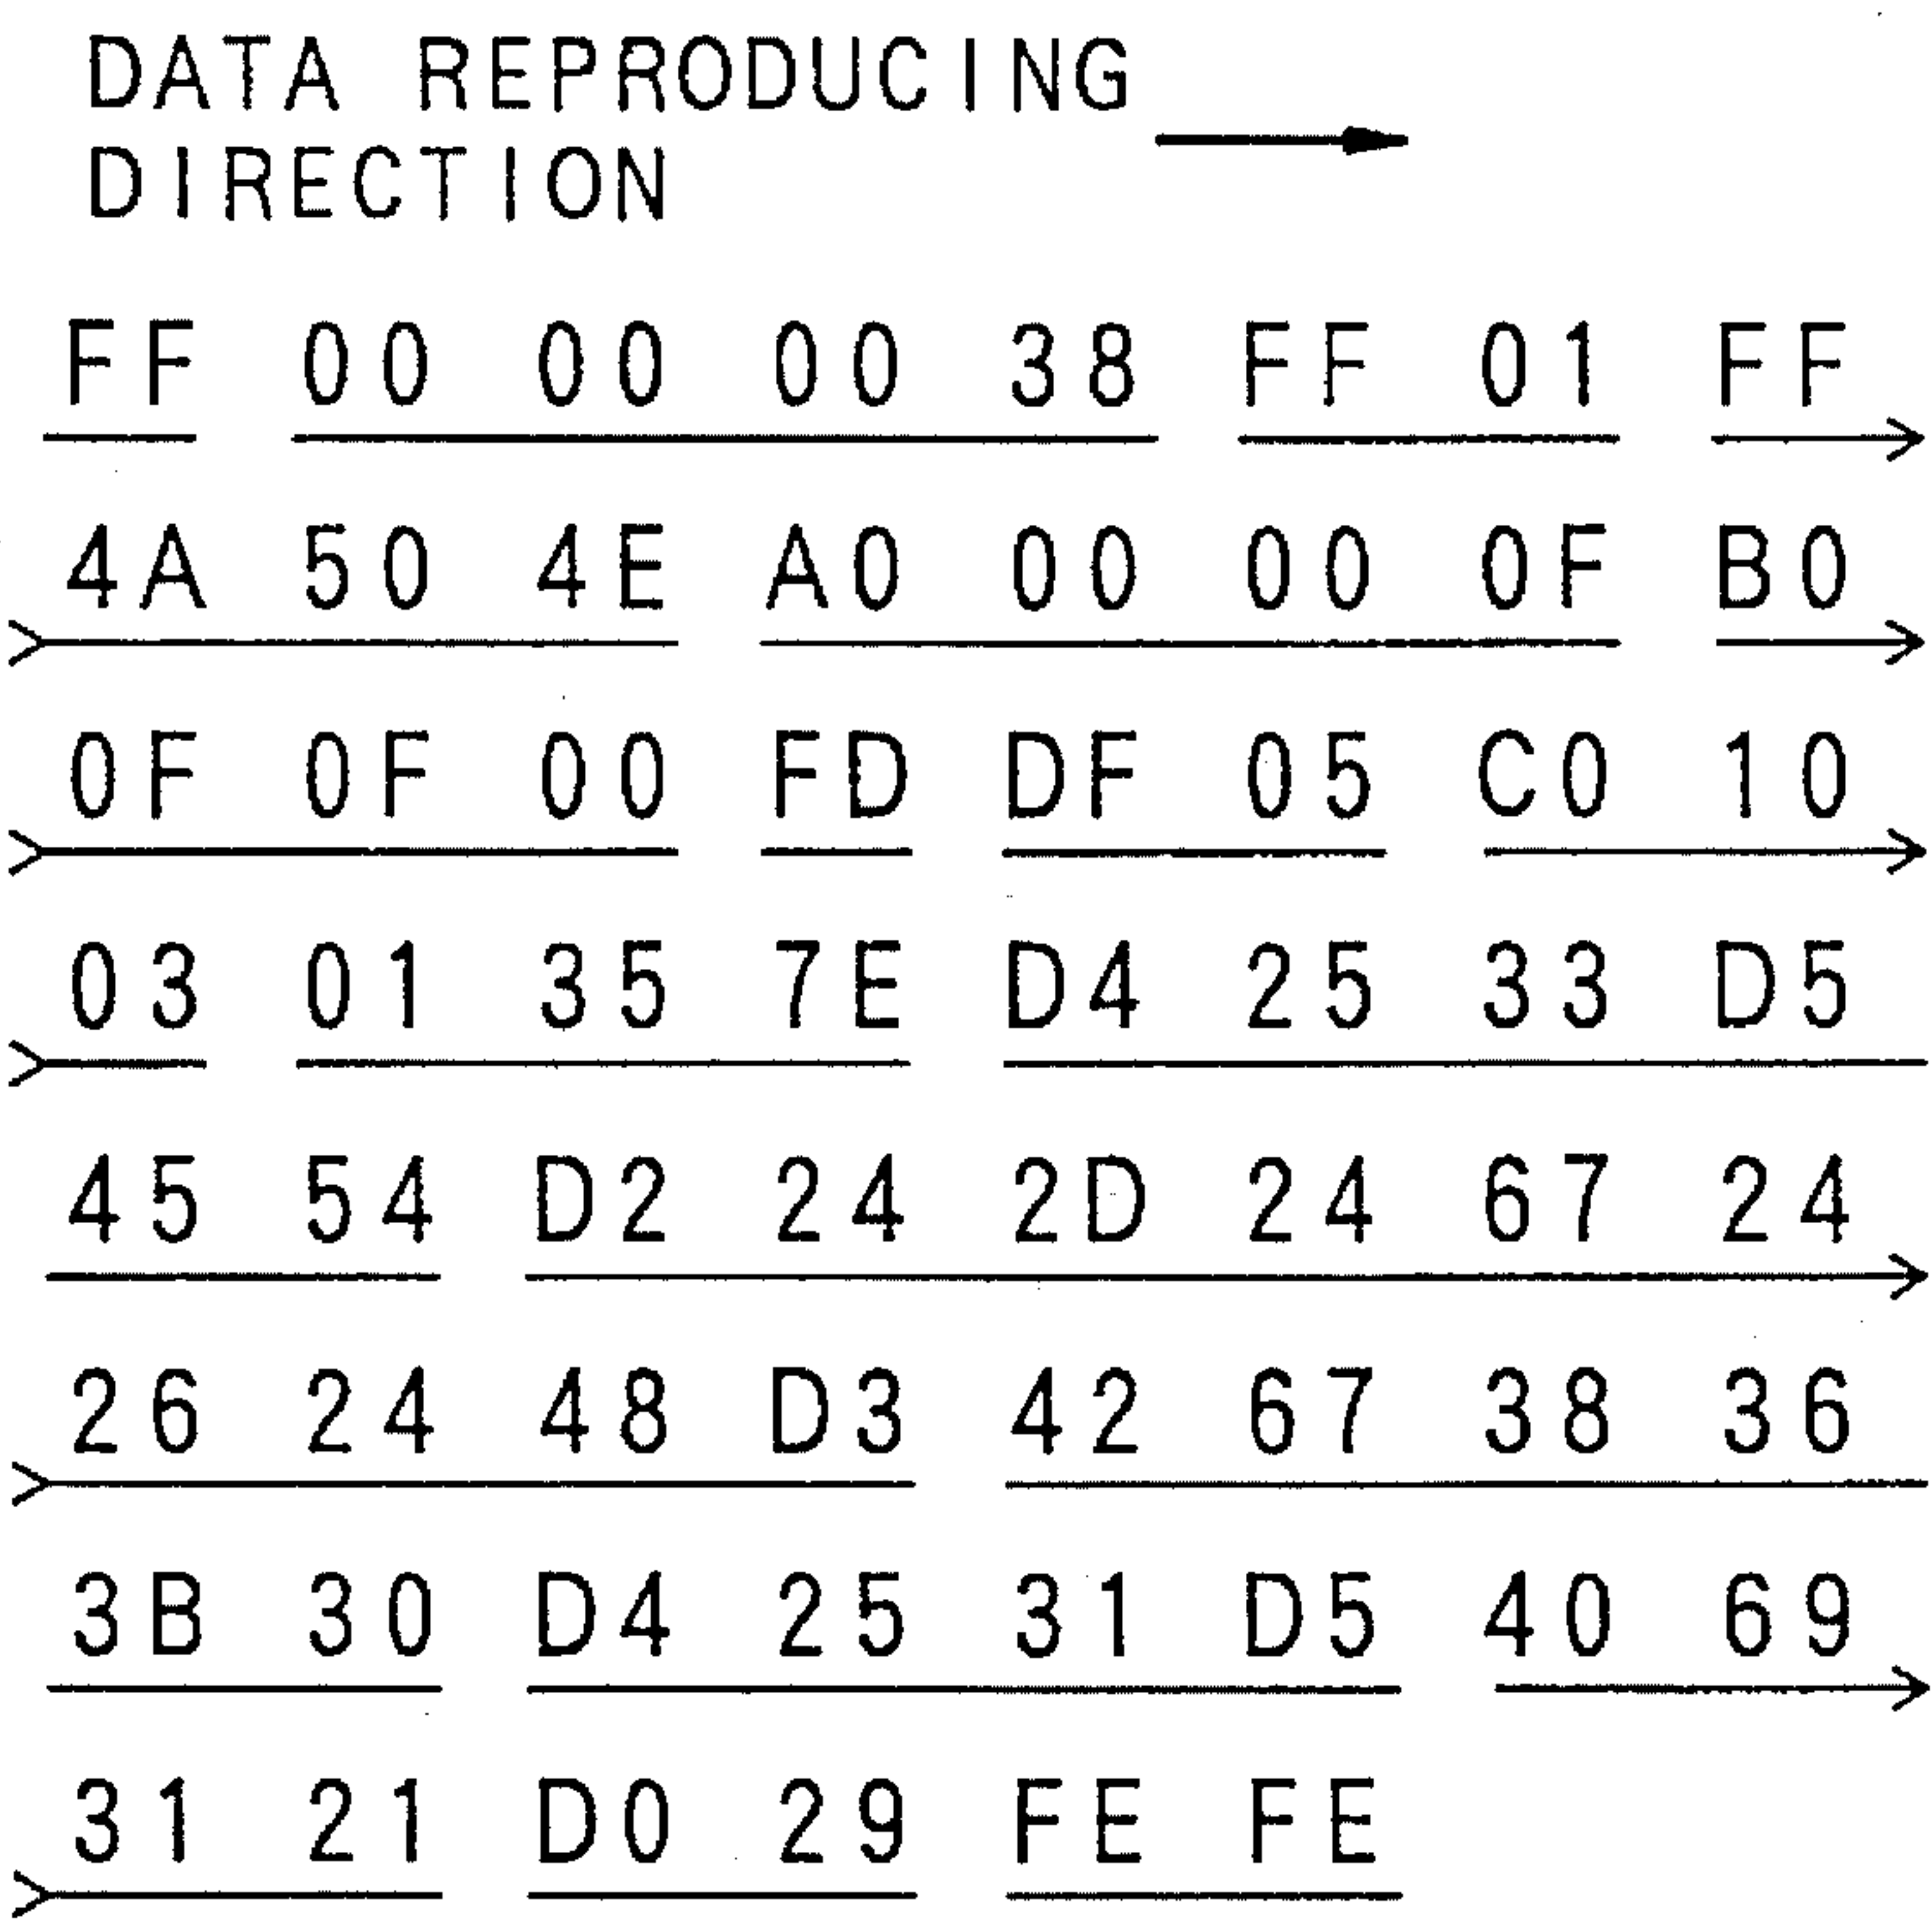 DATA REPRODUCING
DIRECTION
FF 00 00 00 38 FF 01 FF
4A 50 4E A0 00 00 0F B0
0F 0F 00 FD DF 05 C0 10
03 01 35 7E D4 25 33 D5
45 54 D2 24 2D 24 67 24
26 24 48 D3 42 67 38 36
3B 30 D4 25 31 D5 40 69
31 21 D0 29 FE FE